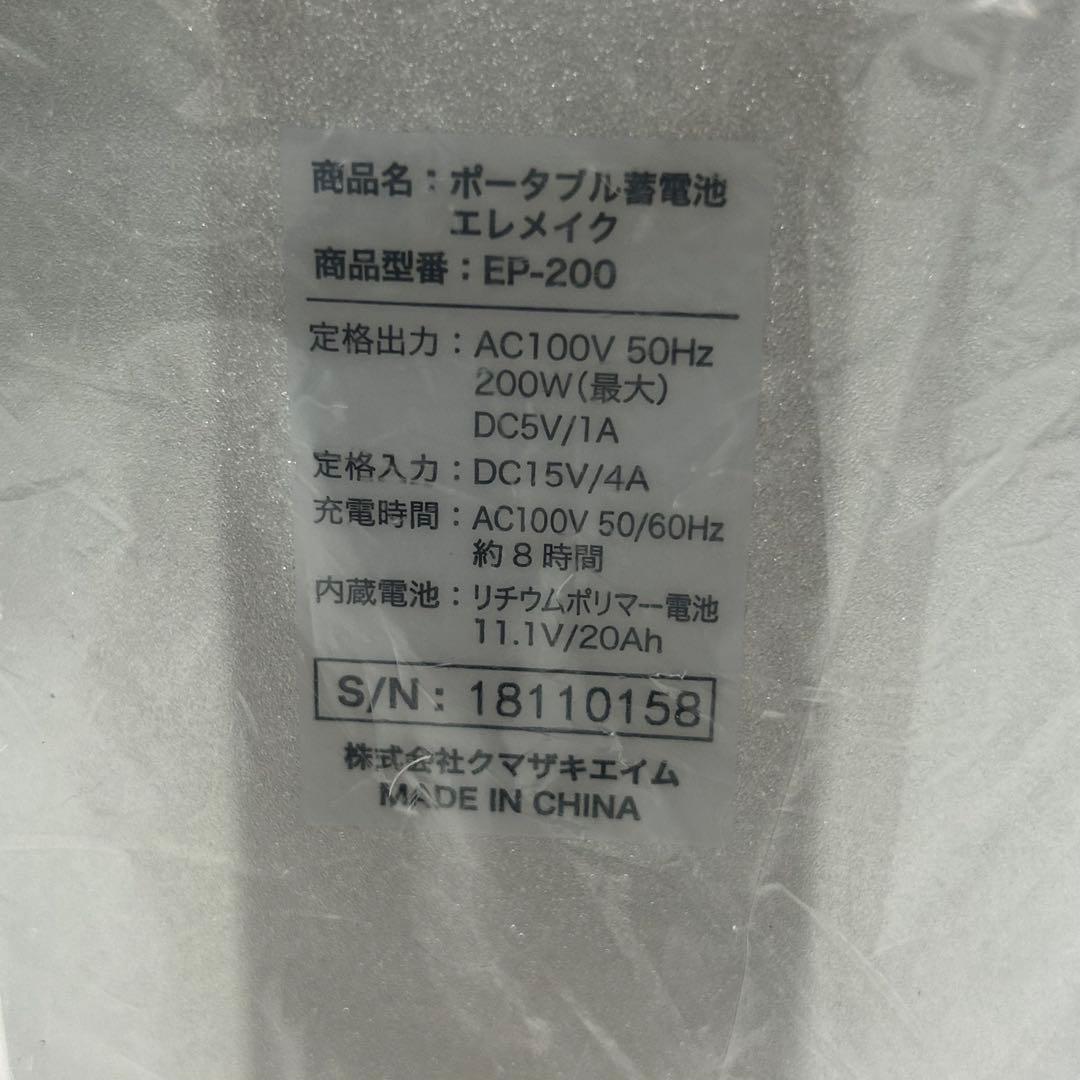 商品名：ポータブル蓄電池
エレメイク
商品型番：EP-200
定格出力：AC100V 50Hz
200W（最大）
DC5V/1A
定格入力：DC15V/4A
充電時間：AC100V 50/60Hz
約８時間
内蔵電池：リチウムポリマー電池
11.1V/20Ah
S/N：18110158
株式会社クマザキエイム
MADE IN CHINA